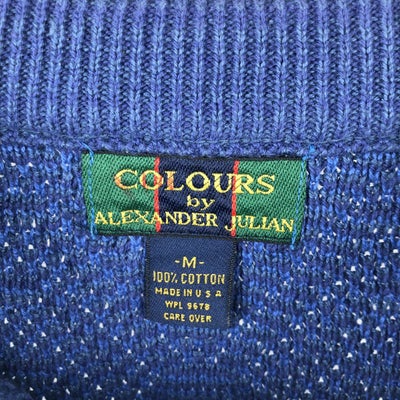 COLOURS
by
ALEXANDER JULIAN
-M-
100% COTTON
MADE IN U S A
WPL 9678
CARE OVER